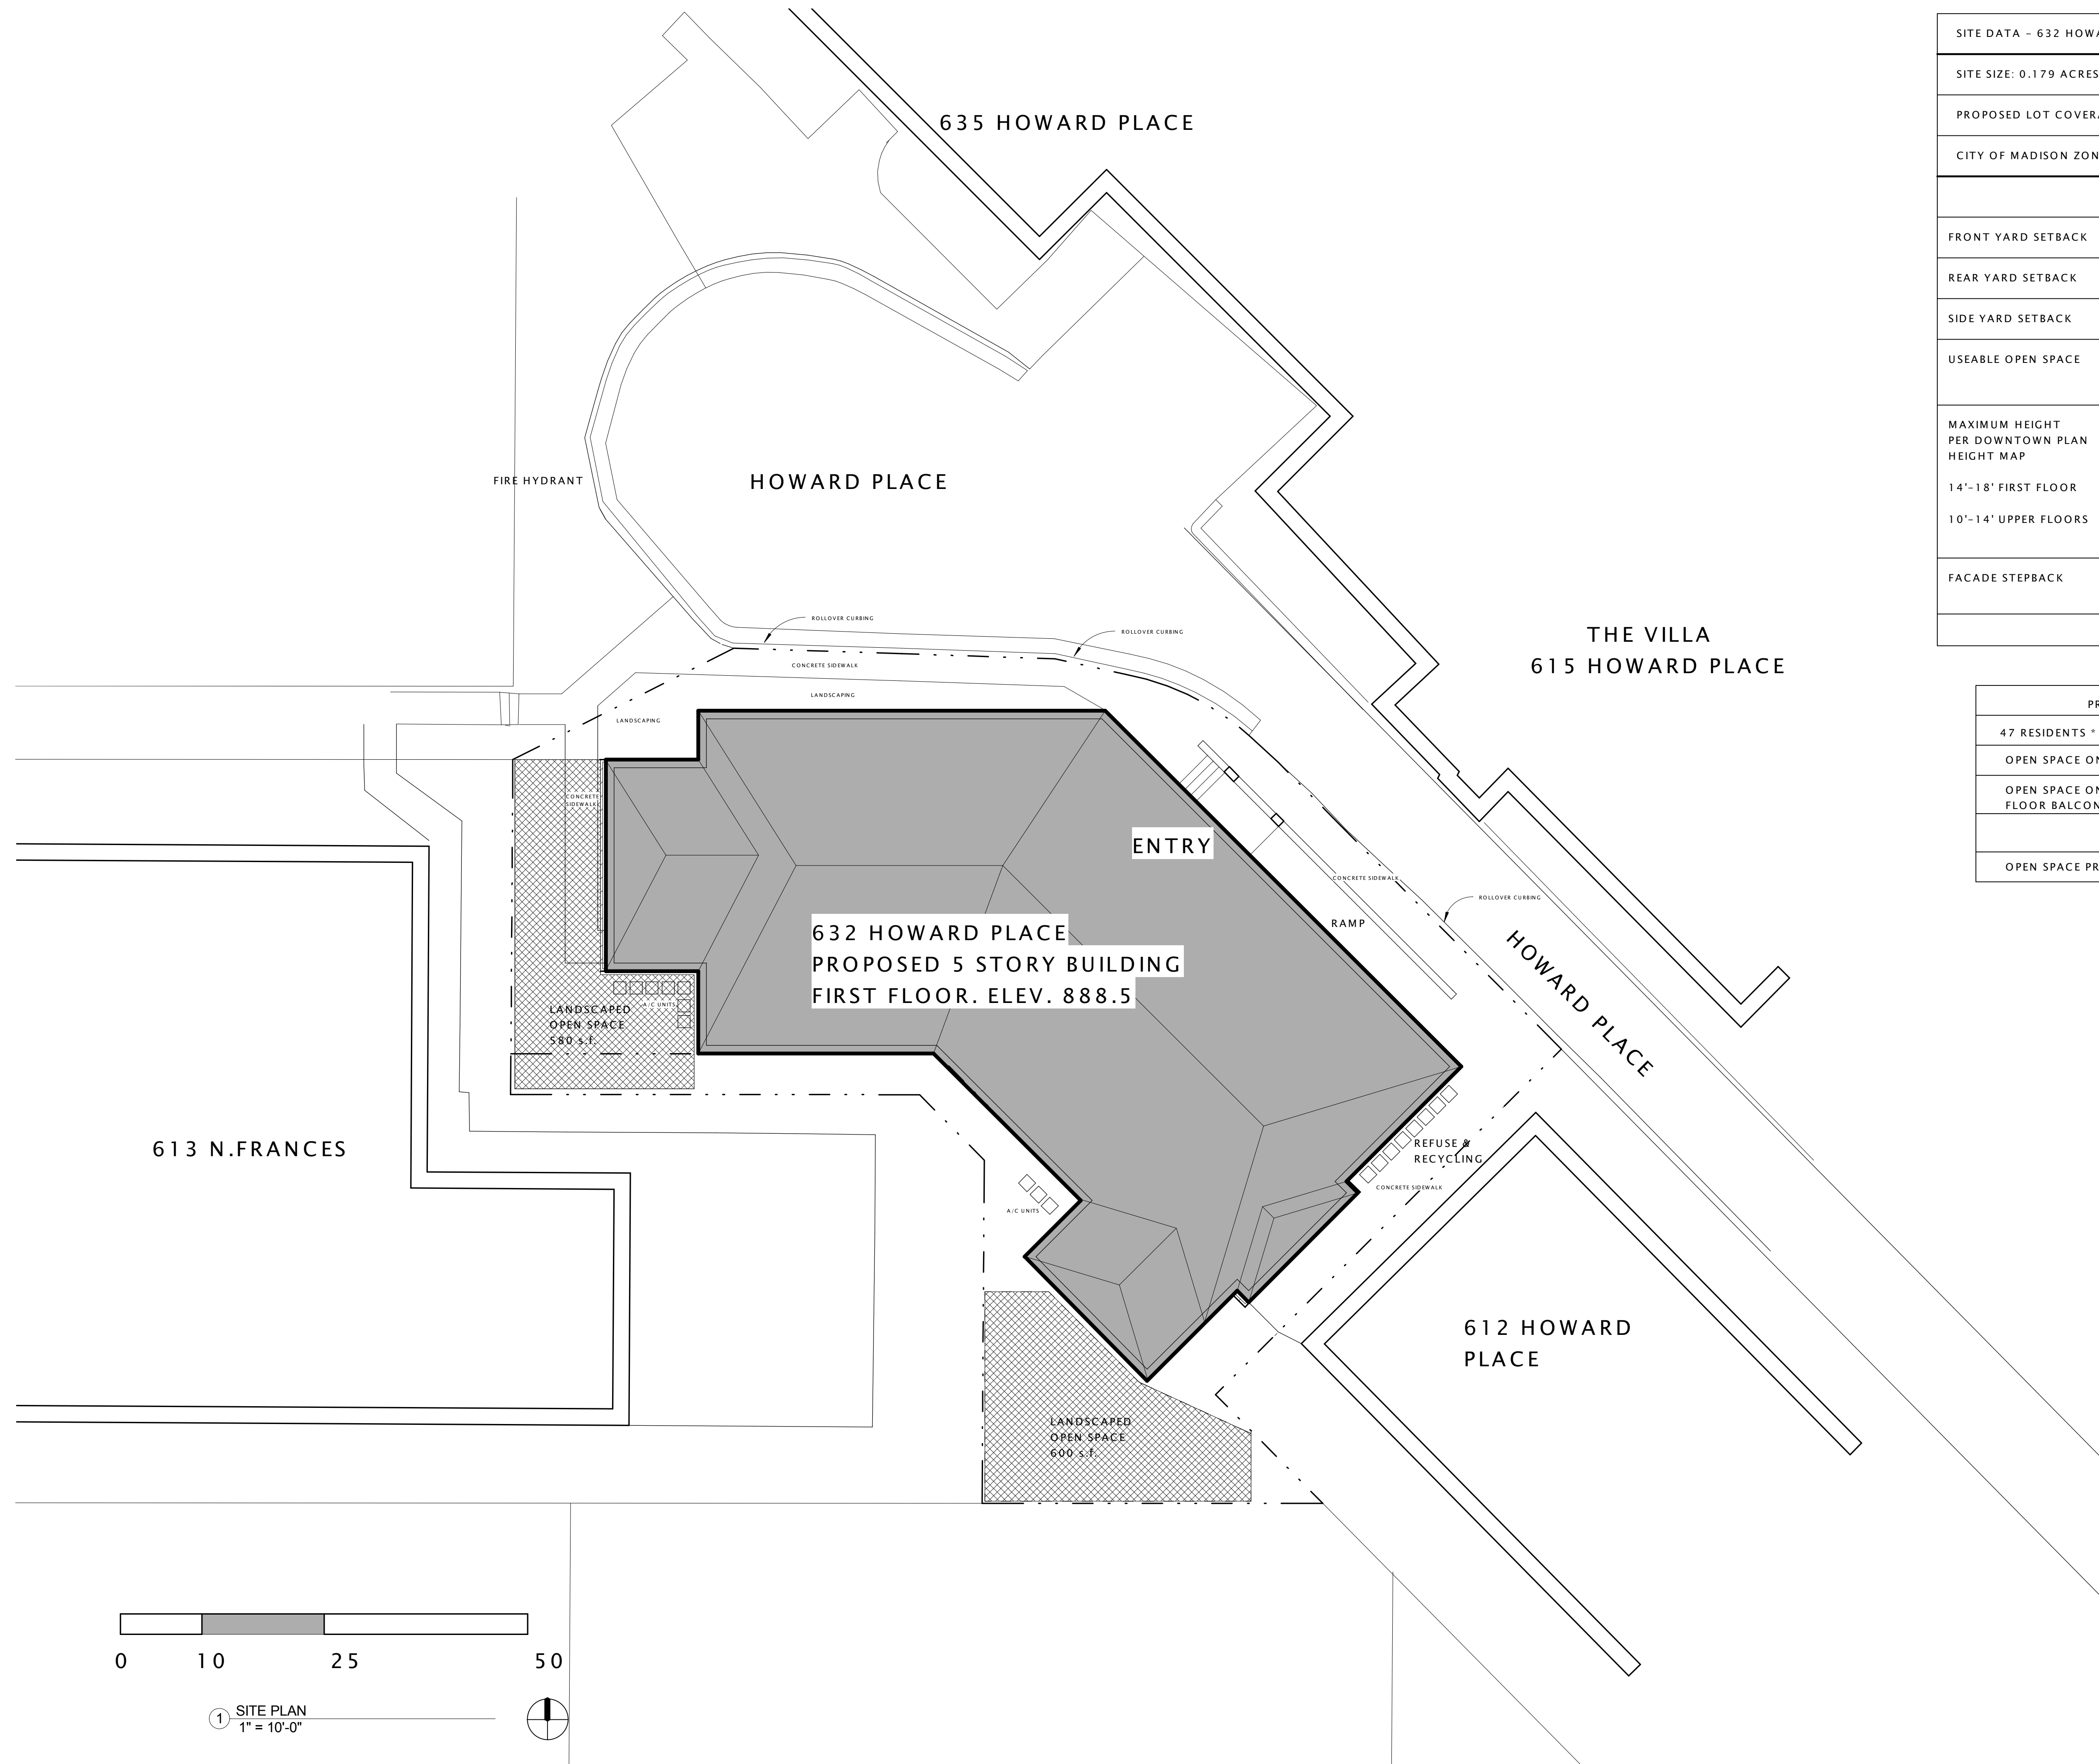 635 HOWARD PLACE
HOWARD PLACE
FIRE HYDRANT
ROLLOVER CURBING
ROLLOVER CURBING
CONCRETE SIDEWALK
LANDSCAPING
LANDSCAPING
THE VILLA
615 HOWARD PLACE
CONCRETE
SIDEWALK
ENTRY
CONCRETE SIDEWALK
ROLLOVER CURBING
RAMP
HOWARD PLACE
632 HOWARD PLACE
PROPOSED 5 STORY BUILDING
FIRST FLOOR. ELEV. 888.5
A/C UNITS
LANDSCAPED
OPEN SPACE
580 s.f.
613 N.FRANCES
REFUSE &
RECYCLING
CONCRETE SIDEWALK
A/C UNITS
612 HOWARD
PLACE
LANDSCAPED
OPEN SPACE
600 s.f.
0 10 25 50
1 SITE PLAN
1" = 10'-0"
SITE DATA – 632 HOWA
SITE SIZE: 0.179 ACRES
PROPOSED LOT COVERA
CITY OF MADISON ZON
FRONT YARD SETBACK
REAR YARD SETBACK
SIDE YARD SETBACK
USEABLE OPEN SPACE
MAXIMUM HEIGHT
PER DOWNTOWN PLAN
HEIGHT MAP
14'–18' FIRST FLOOR
10'–14' UPPER FLOORS
FACADE STEPBACK
PR
47 RESIDENTS *
OPEN SPACE ON
OPEN SPACE ON
FLOOR BALCON
OPEN SPACE PR